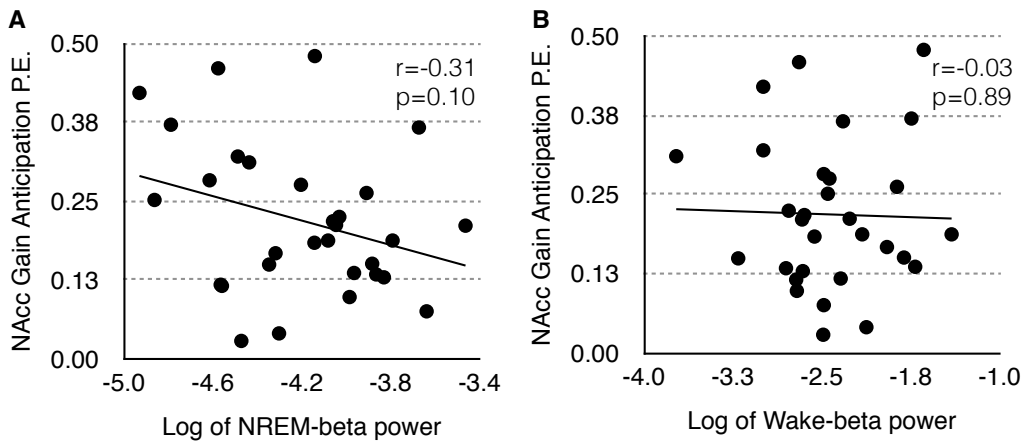 A
NAcc Gain Anticipation P.E.
0.50
0.38
0.25
0.13
0.00
r=-0.31
p=0.10
-5.0 -4.6 -4.2 -3.8 -3.4
Log of NREM-beta power
B
NAcc Gain Anticipation P.E.
0.50
0.38
0.25
0.13
0.00
r=-0.03
p=0.89
-4.0 -3.3 -2.5 -1.8 -1.0
Log of Wake-beta power